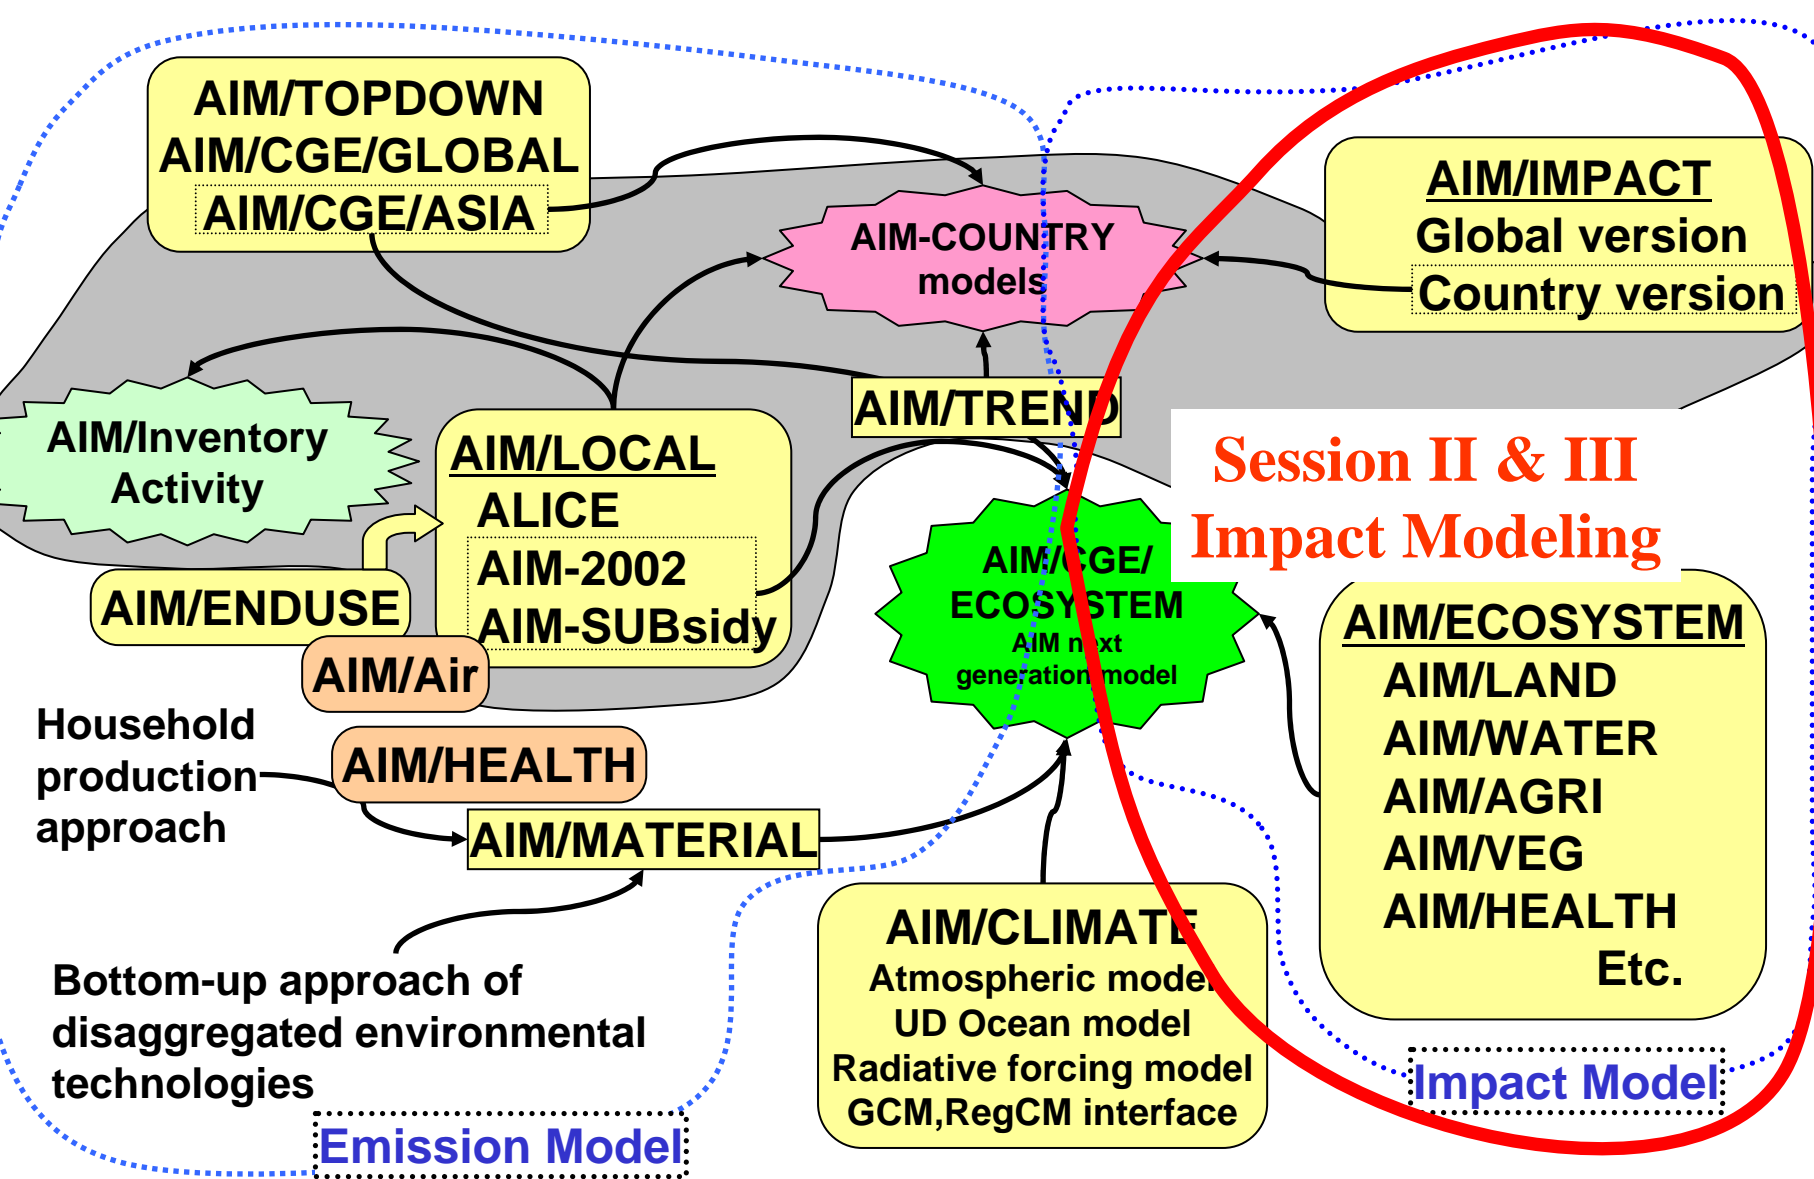 AIM/TOPDOWN
AIM/CGE/GLOBAL
AIM/CGE/ASIA
AIM-COUNTRY
models
AIM/IMPACT
Global version
Country version
AIM/Inventory
Activity
AIM/LOCAL
ALICE
AIM-2002
AIM-SUBsidy
AIM/TREND
Session II & III
Impact Modeling
AIM/ENDUSE
AIM/Air
AIM/CGE/
ECOSYSTEM
AIM next
generation model
AIM/ECOSYSTEM
AIM/LAND
AIM/WATER
AIM/AGRI
AIM/VEG
AIM/HEALTH
Etc.
Household
production
approach
AIM/HEALTH
AIM/MATERIAL
Bottom-up approach of
disaggregated environmental
technologies
AIM/CLIMATE
Atmospheric model
UD Ocean model
Radiative forcing model
GCM,RegCM interface
Emission Model
Impact Model